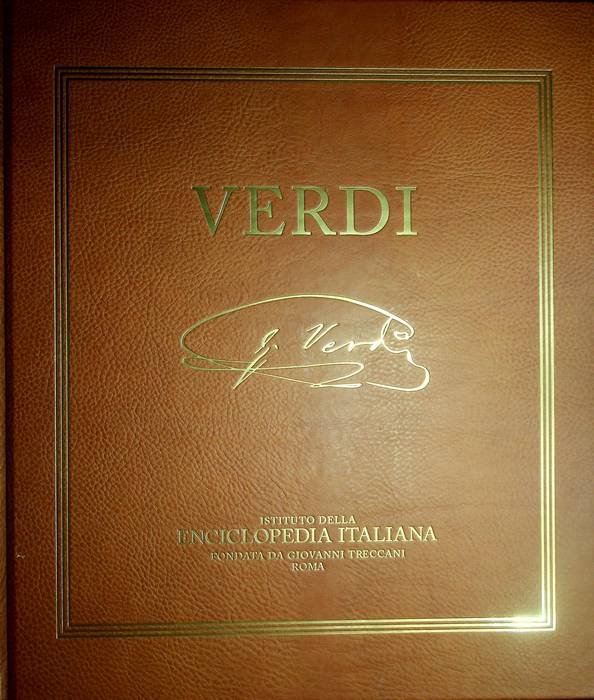 VERDI
G. Verdi
ISTITUTO DELLA
ENCICLOPEDIA ITALIANA
FONDATA DA GIOVANNI TRECCANI
ROMA